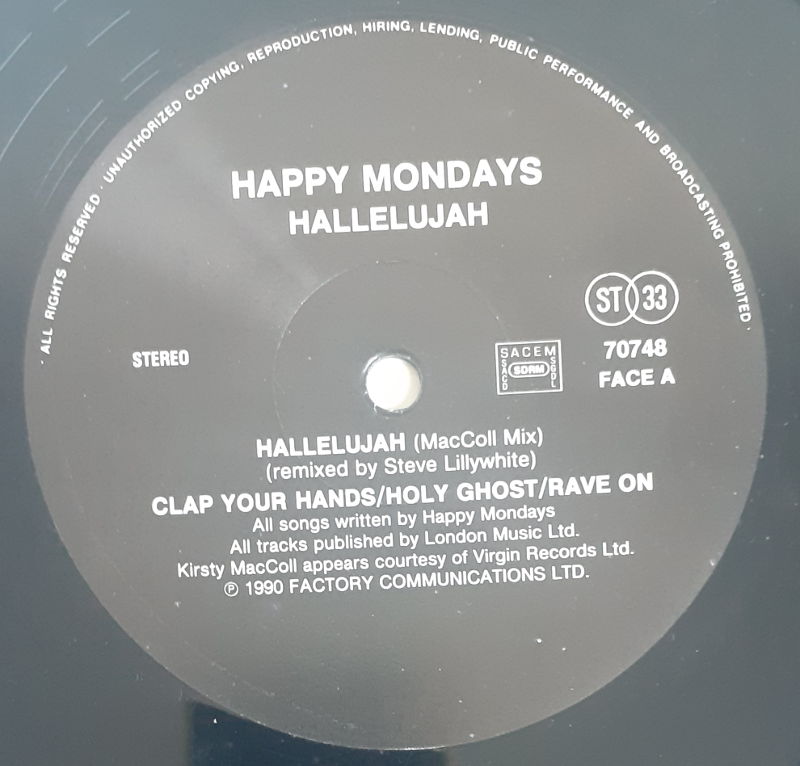 · ALL RIGHTS RESERVED · UNAUTHORIZED COPYING, REPRODUCTION, HIRING, LENDING, PUBLIC PERFORMANCE AND BROADCASTING PROHIBITED ·
HAPPY MONDAYS
HALLELUJAH
ST 33
STEREO
SACEM
SACD
SDRM
SGDL
70748
FACE A
HALLELUJAH (MacColl Mix)
(remixed by Steve Lillywhite)
CLAP YOUR HANDS/HOLY GHOST/RAVE ON
All songs written by Happy Mondays
All tracks published by London Music Ltd.
Kirsty MacColl appears courtesy of Virgin Records Ltd.
℗ 1990 FACTORY COMMUNICATIONS LTD.